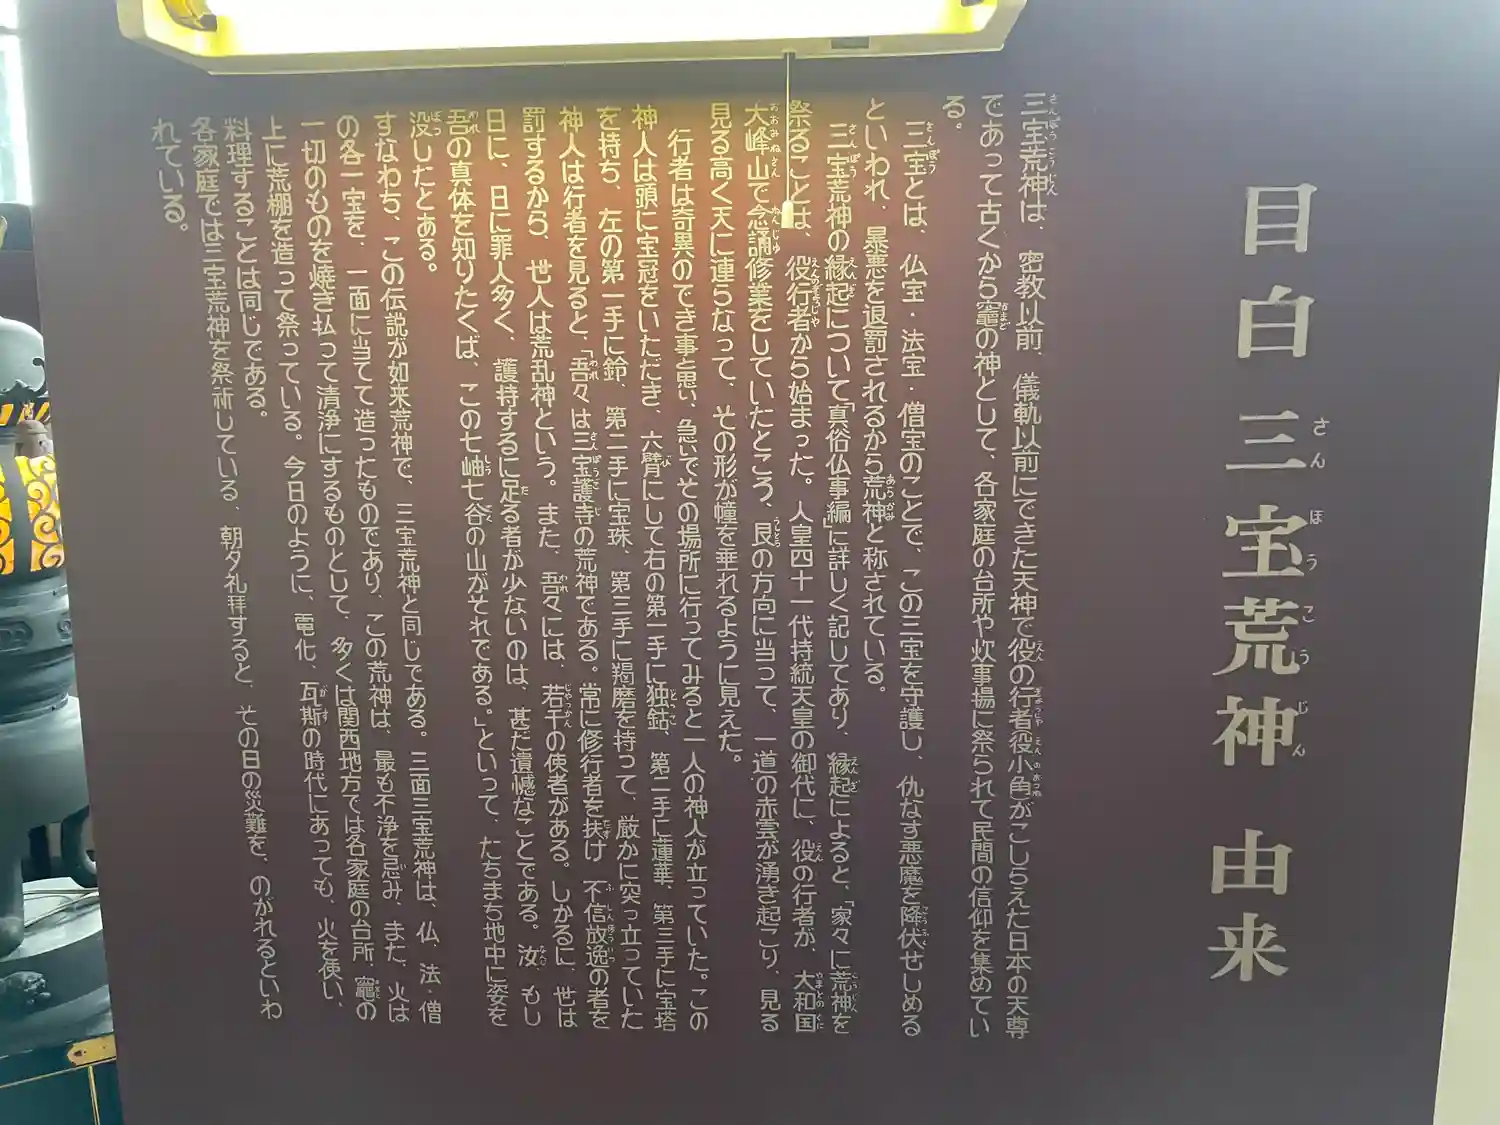 目白三宝荒神 由来
さんほうこうじん
三宝荒神は、密教以前、儀軌以前にできた天神で役の行者役小角がこしらえた日本の天尊
であって古くから竈の神として、各家庭の台所や炊事場に祭られて民間の信仰を集めてい
る。
三宝とは、仏宝・法宝・僧宝のことで、この三宝を守護し、仇なす悪魔を降伏せしめる
といわれ、暴悪を退罰されるから荒神と称されている。
三宝荒神の縁起について「真俗仏事編」に詳しく記してあり、縁起によると、「家々に荒神を
祭ることは、役行者から始まった。人皇四十一代持統天皇の御代に、役の行者が、大和国
大峰山で念誦修業をしていたところ、艮の方向に当って、一道の赤雲が湧き起こり、見る
見る高く天に連らなって、その形が幢を垂れるように見えた。
行者は奇異のでき事と思い、急いでその場所に行ってみると一人の神人が立っていた。この
神人は頭に宝冠をいただき、六臂にして右の第一手に独鈷、第二手に蓮華、第三手に宝塔
を持ち、左の第一手に鈴、第二手に宝珠、第三手に羯磨を持って、厳かに突っ立っていた
神人は行者を見ると、「吾々は三宝護寺の荒神である。常に修行者を扶け 不信放逸の者を
罰するから、世人は荒乱神という。また、吾々には、若干の使者がある。しかるに、世は
日に、日に罪人多く、護持するに足る者が少ないのは、甚だ遺憾なことである。汝、もし
吾の真体を知りたくば、この七岫七谷の山がそれである。」といって、たちまち地中に姿を
没したとある。
すなわち、この伝説が如来荒神で、三宝荒神と同じである。三面三宝荒神は、仏、法・僧
の各一宝を、一面に当てて造ったものであり、この荒神は、最も不浄を忌み、また、火は
一切のものを焼き払って清浄にするものとして、多くは関西地方では各家庭の台所、竈の
上に荒棚を造って祭っている。今日のように、電化、瓦斯の時代にあっても、火を使い、
料理することは同じである。
各家庭では三宝荒神を祭祈している、朝夕礼拜すると、その日の災難を、のがれるといわ
れている。